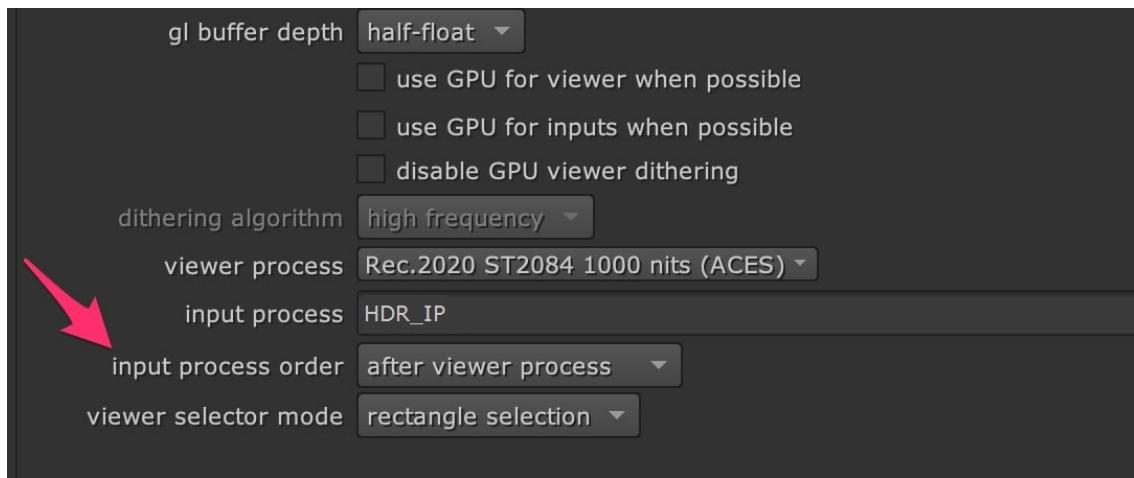 gl buffer depth half-float
use GPU for viewer when possible
use GPU for inputs when possible
disable GPU viewer dithering
dithering algorithm high frequency
viewer process Rec.2020 ST2084 1000 nits (ACES)
input process HDR_IP
input process order after viewer process
viewer selector mode rectangle selection